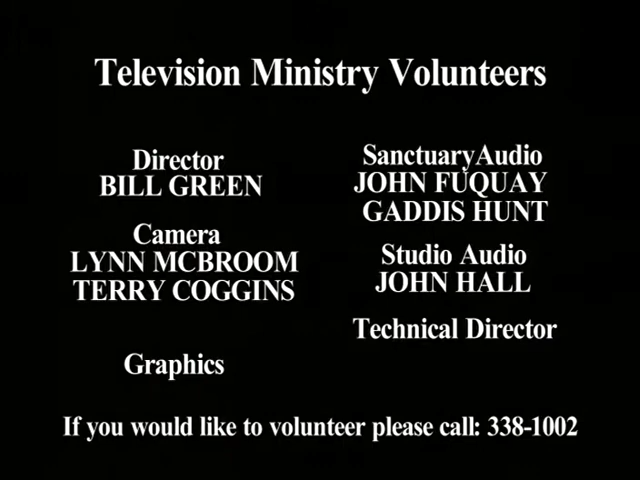 Television Ministry Volunteers
Director
BILL GREEN
Camera
LYNN MCBROOM
TERRY COGGINS
Graphics
SanctuaryAudio
JOHN FUQUAY
GADDIS HUNT
Studio Audio
JOHN HALL
Technical Director
If you would like to volunteer please call: 338-1002